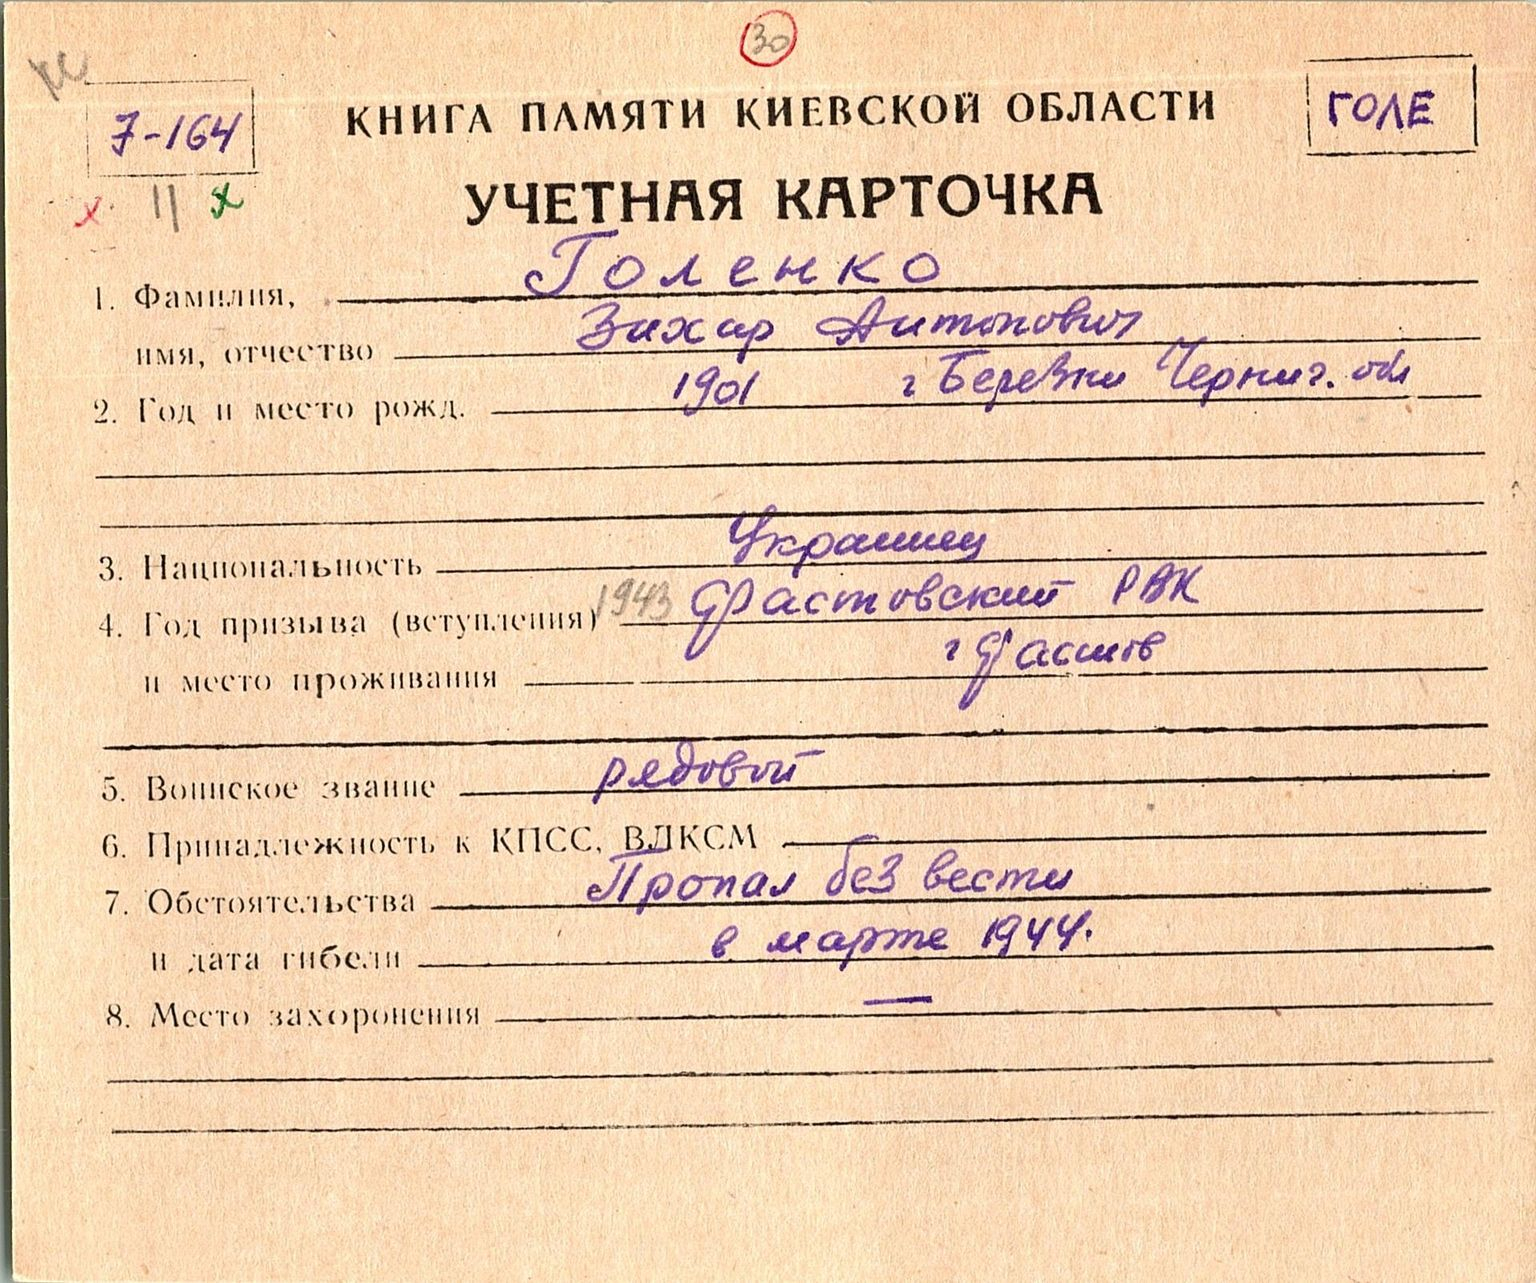 30
7-164
КНИГА ПАМЯТИ КИЕВСКОЙ ОБЛАСТИ
ГОЛЕ
х 11 х
УЧЕТНАЯ КАРТОЧКА
1. Фамилия, Голенко
имя, отчество Захар Антонович
2. Год и место рожд. 1901 г Березки Черниг. обл
3. Национальность Украинец
4. Год призыва (вступления) 1943 Фастовский РВК
и место проживания г Фастов
5. Воинское звание рядовой
6. Принадлежность к КПСС, ВЛКСМ
7. Обстоятельства Пропал без вести
и дата гибели в марте 1944.
8. Место захоронения —